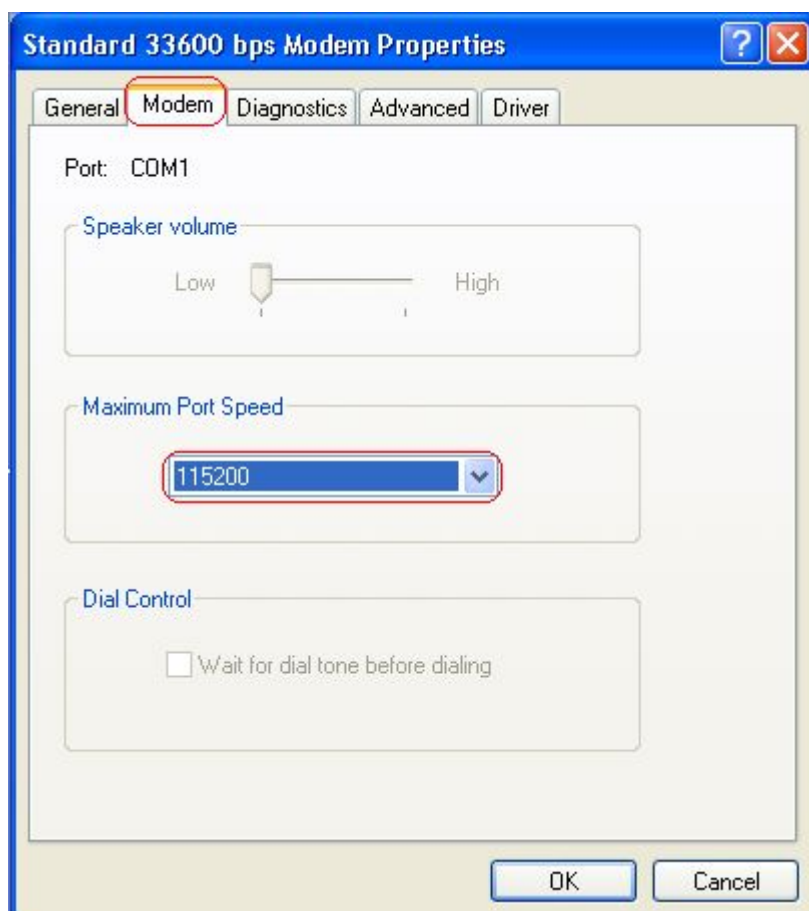 Standard 33600 bps Modem Properties
General Modem Diagnostics Advanced Driver
Port: COM1
Speaker volume
Low High
Maximum Port Speed
115200
Dial Control
Wait for dial tone before dialing
OK Cancel